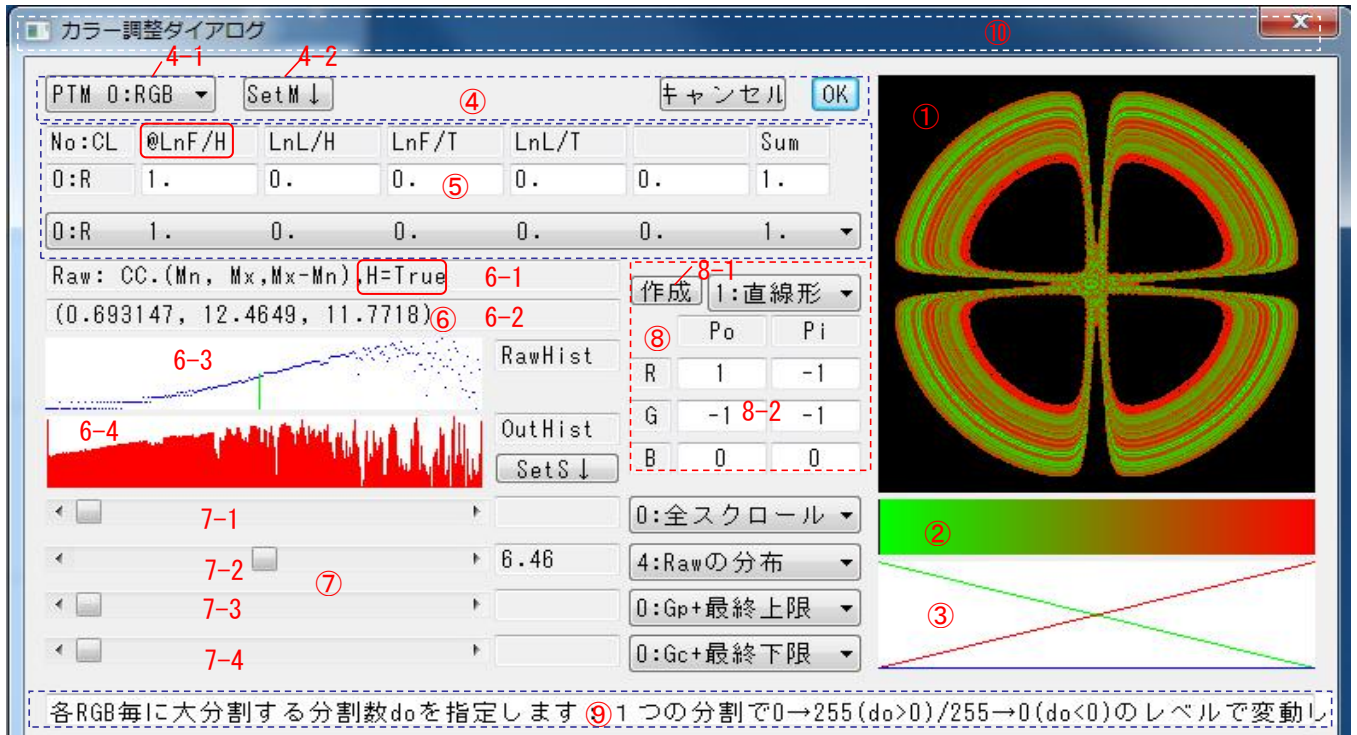 カラー調整ダイアログ ⑩ x
4-1 4-2
PTM 0:RGB SetM↓ ④ キャンセル OK
①
No:CL @LnF/H LnL/H LnF/T LnL/T Sum
0:R 1. 0. 0. ⑤ 0. 0. 1.
0:R 1. 0. 0. 0. 0. 1.
Raw: CC.(Mn, Mx,Mx-Mn),H=True 6-1
(0.693147, 12.4649, 11.7718) ⑥ 6-2
6-3 RawHist
6-4 OutHist
SetS↓
8-1
作成 1:直線形
⑧ Po Pi
R 1 -1
G -1 8-2 -1
B 0 0
7-1 0:全スクロール
7-2 6.46 4:Rawの分布
⑦
7-3 0:Gp+最終上限
7-4 0:Gc+最終下限
②
③
各RGB毎に大分割する分割数doを指定します ⑨ 1つの分割で0→255(do>0)/255→0(do<0)のレベルで変動し